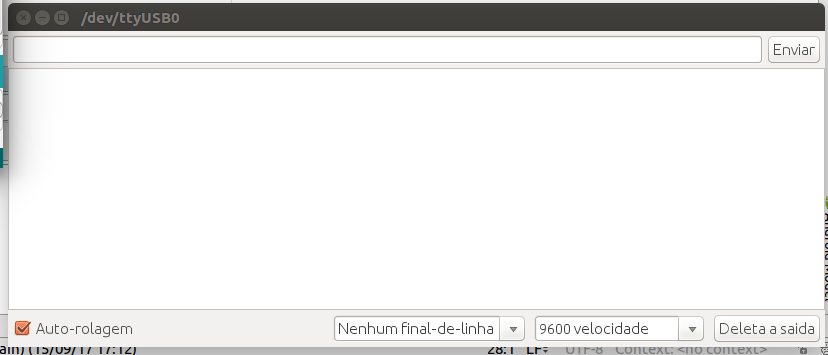 /dev/ttyUSB0
Enviar
Auto-rolagem
Nenhum final-de-linha
9600 velocidade
Deleta a saida
ain) (15/09/17 17:12)
28:1 LF UTF-8 Context: <no context>